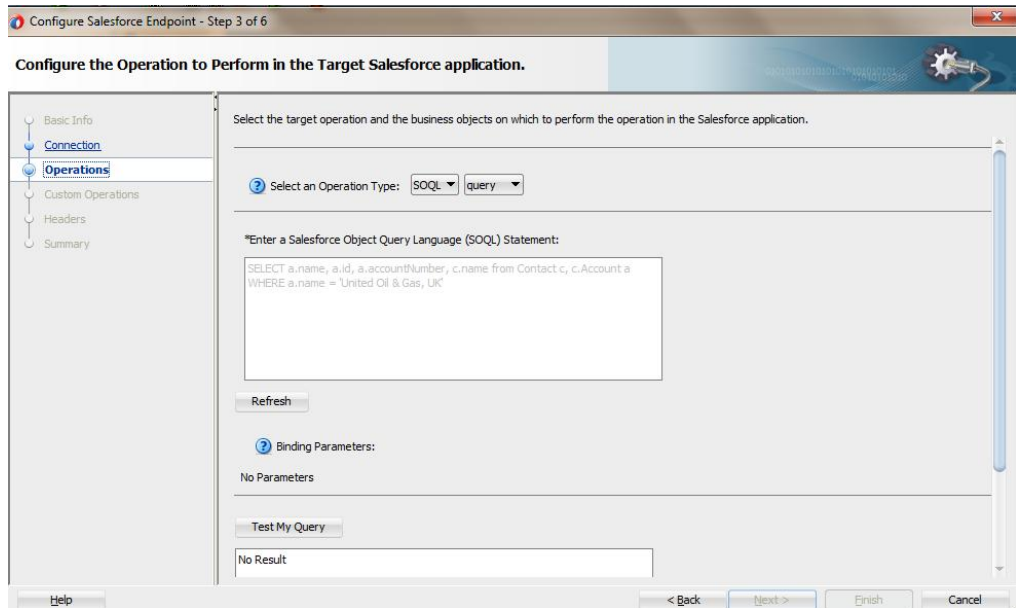 Configure Salesforce Endpoint - Step 3 of 6
x
Configure the Operation to Perform in the Target Salesforce application.
Basic Info
Connection
Operations
Custom Operations
Headers
Summary
Select the target operation and the business objects on which to perform the operation in the Salesforce application.
? Select an Operation Type: SOQL query
*Enter a Salesforce Object Query Language (SOQL) Statement:
SELECT a.name, a.id, a.accountNumber, c.name from Contact c, c.Account a
WHERE a.name = 'United Oil & Gas, UK'
Refresh
? Binding Parameters:
No Parameters
Test My Query
No Result
Help
< Back
Next >
Finish
Cancel